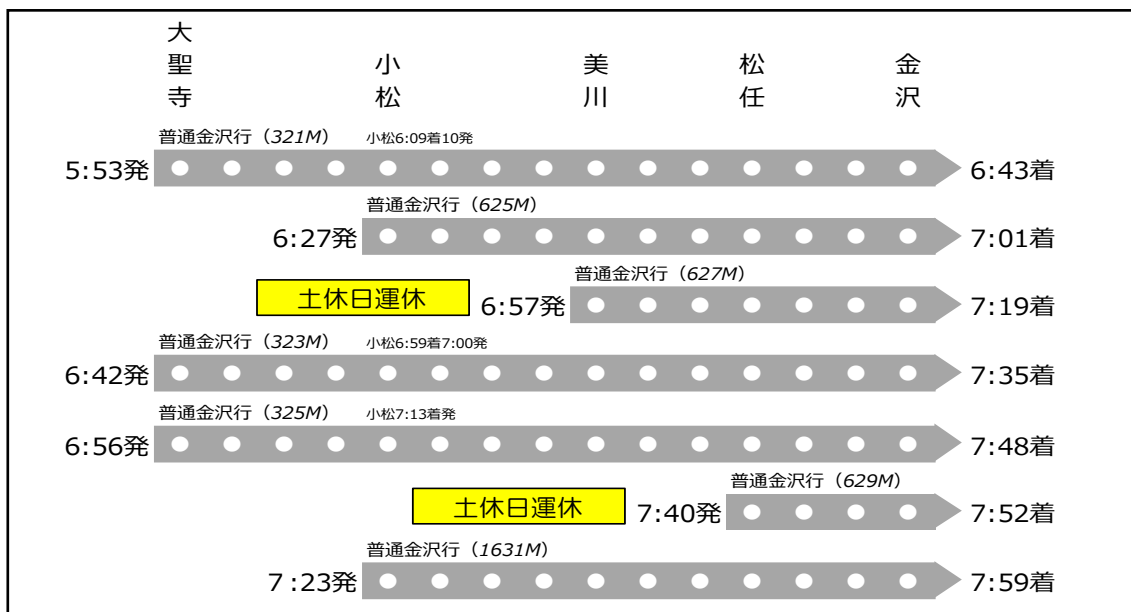 大聖寺
小松
美川
松任
金沢
普通金沢行（321M） 小松6:09着10発
5:53発 6:43着
普通金沢行（625M）
6:27発 7:01着
普通金沢行（627M）
土休日運休 6:57発 7:19着
普通金沢行（323M） 小松6:59着7:00発
6:42発 7:35着
普通金沢行（325M） 小松7:13着発
6:56発 7:48着
普通金沢行（629M）
土休日運休 7:40発 7:52着
普通金沢行（1631M）
7:23発 7:59着